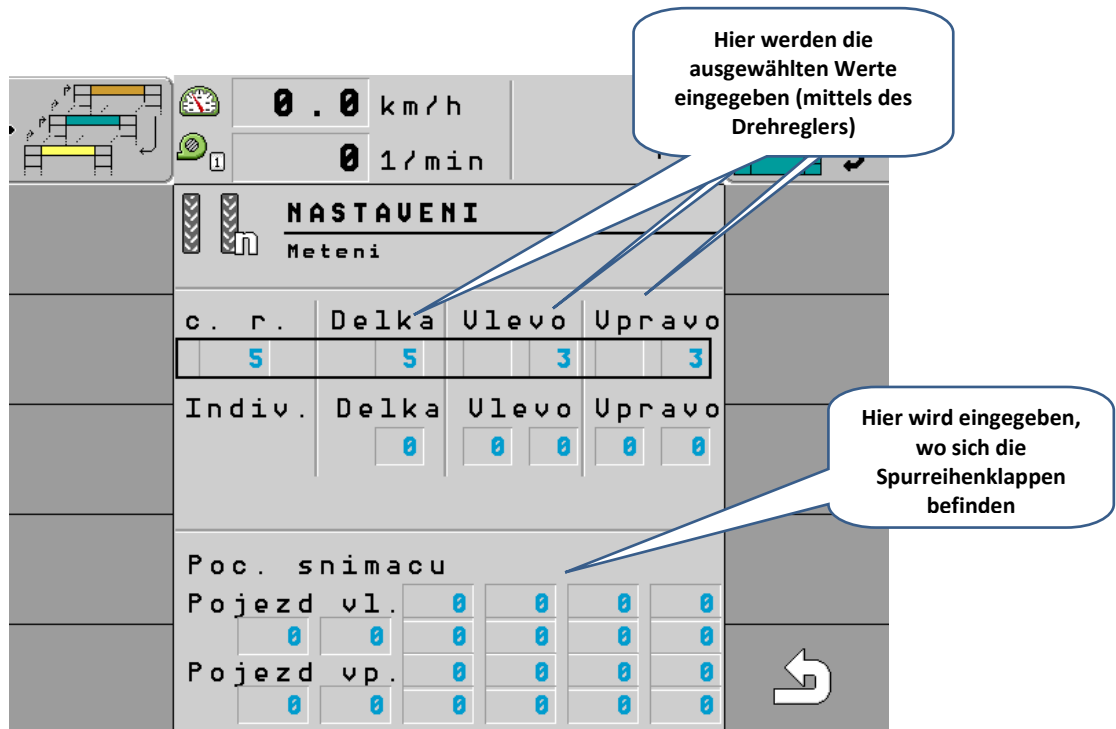 Hier werden die
ausgewählten Werte
eingegeben (mittels des
Drehreglers)
0.0 km/h
1
0 1/min
n
NASTAVENI
Meteni
c. r. Delka Vlevo Vpravo
5 5 3 3
Indiv. Delka Vlevo Vpravo
0 0 0 0 0
Hier wird eingegeben,
wo sich die
Spurreihenklappen
befinden
Poc. snimacu
Pojezd vl. 0 0 0 0
0 0 0 0 0 0
Pojezd vp. 0 0 0 0
0 0 0 0 0 0